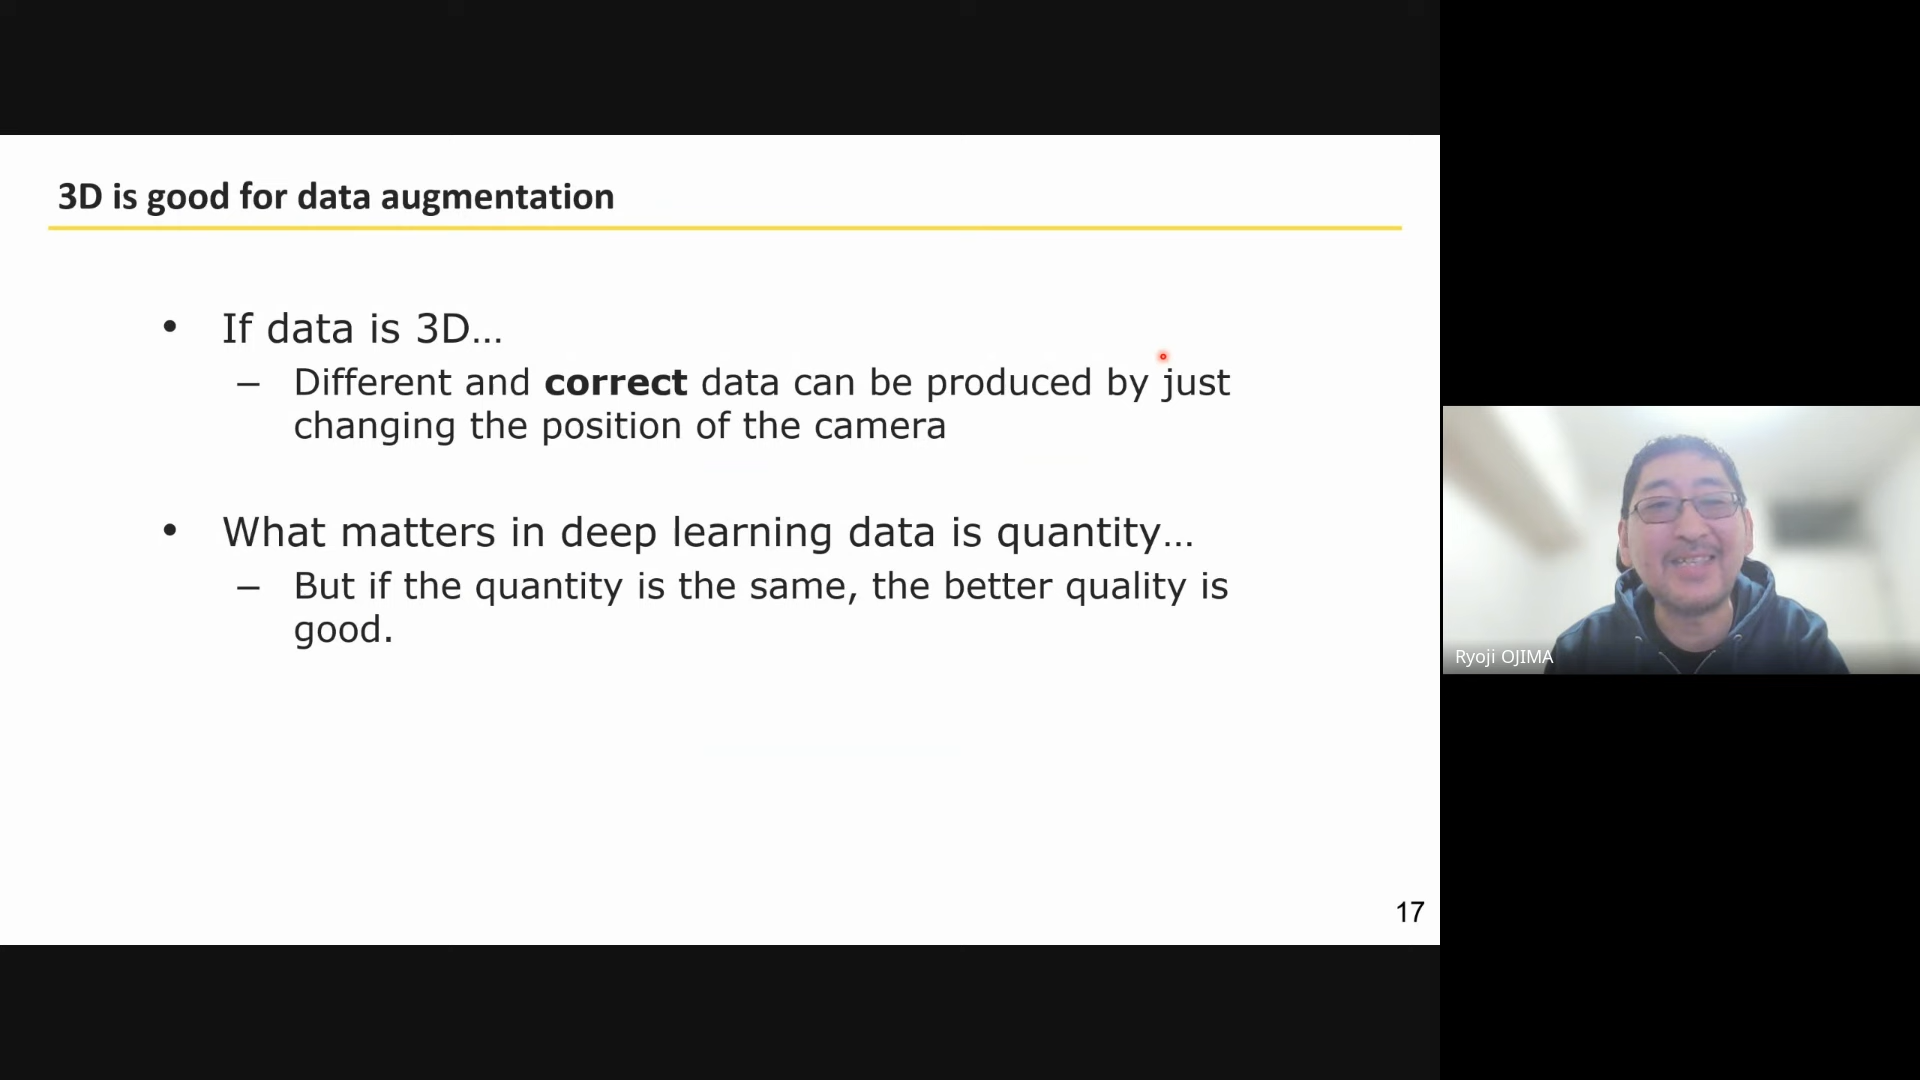 3D is good for data augmentation
• If data is 3D…
– Different and correct data can be produced by just
changing the position of the camera
• What matters in deep learning data is quantity…
– But if the quantity is the same, the better quality is
good.
17
Ryoji OJIMA